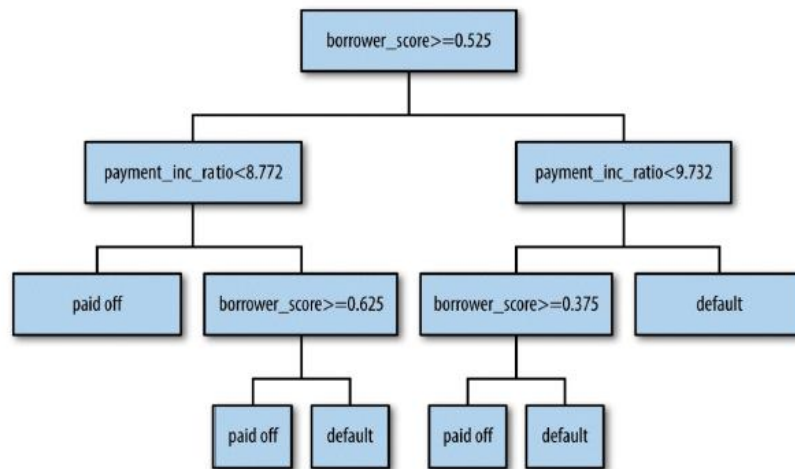 borrower_score>=0.525
payment_inc_ratio<8.772
payment_inc_ratio<9.732
paid off
borrower_score>=0.625
borrower_score>=0.375
default
paid off
default
paid off
default